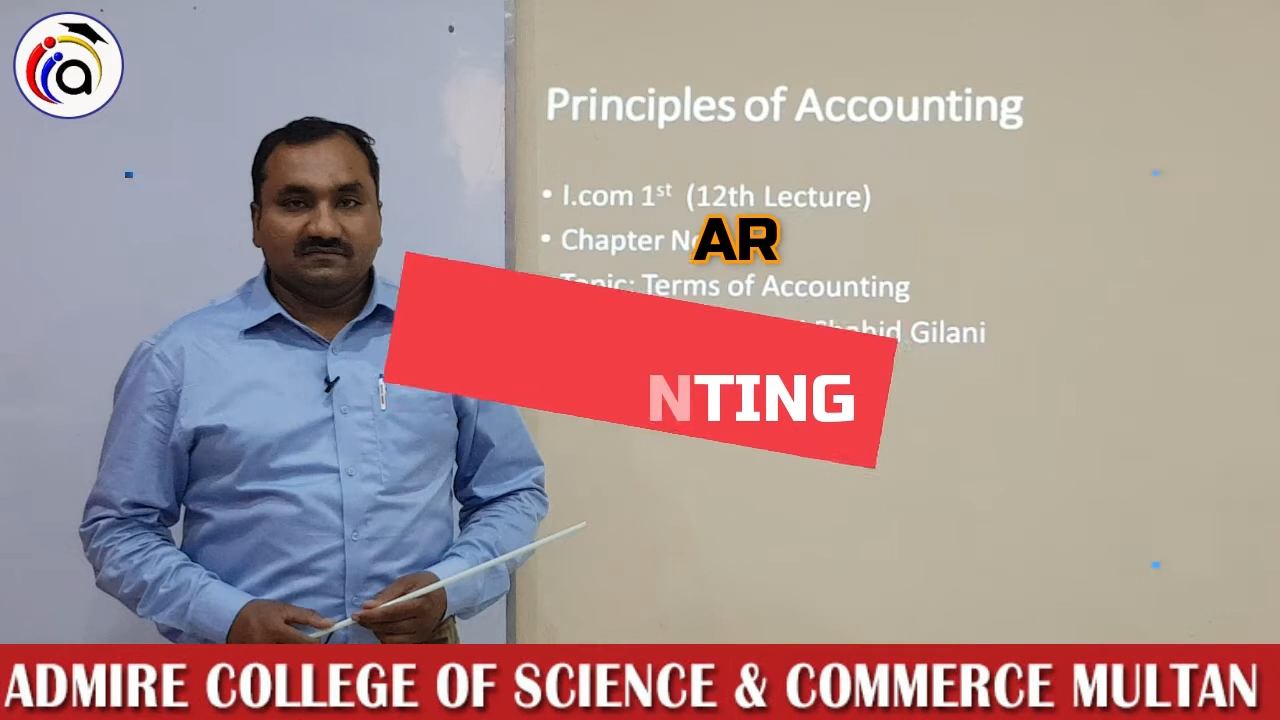 a
Principles of Accounting
• I.com 1st (12th Lecture)
• Chapter
AR
Topic: Terms of Accounting
Shahid Gilani
NTING
ADMIRE COLLEGE OF SCIENCE & COMMERCE MULTAN